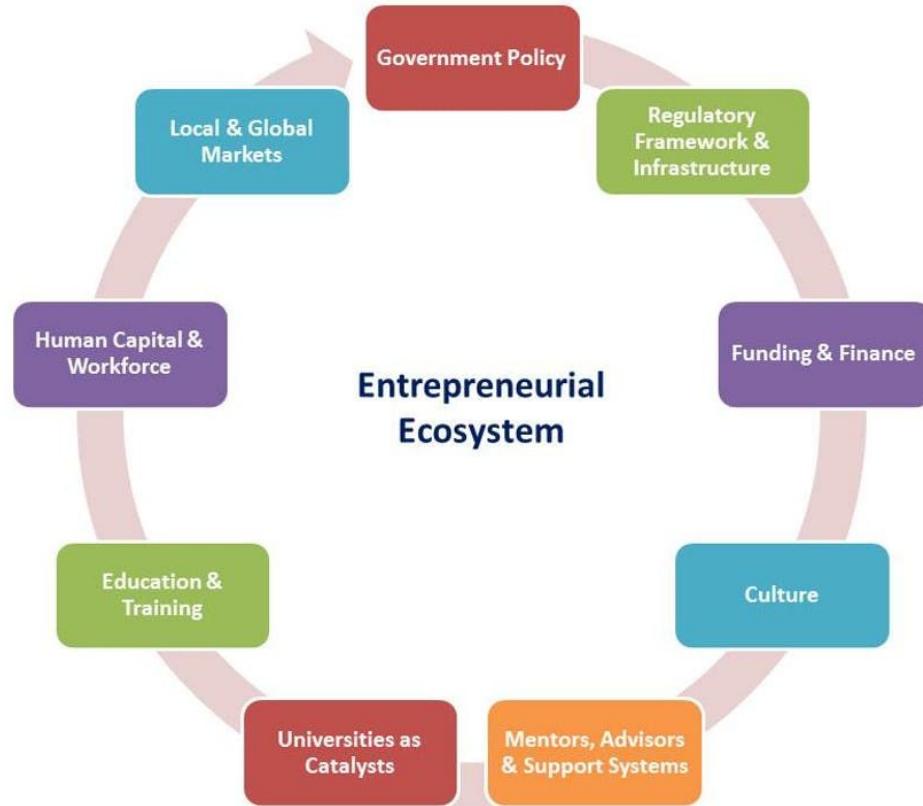 Government Policy
Regulatory
Framework &
Infrastructure
Funding & Finance
Culture
Mentors, Advisors
& Support Systems
Universities as
Catalysts
Education &
Training
Human Capital &
Workforce
Local & Global
Markets
Entrepreneurial
Ecosystem